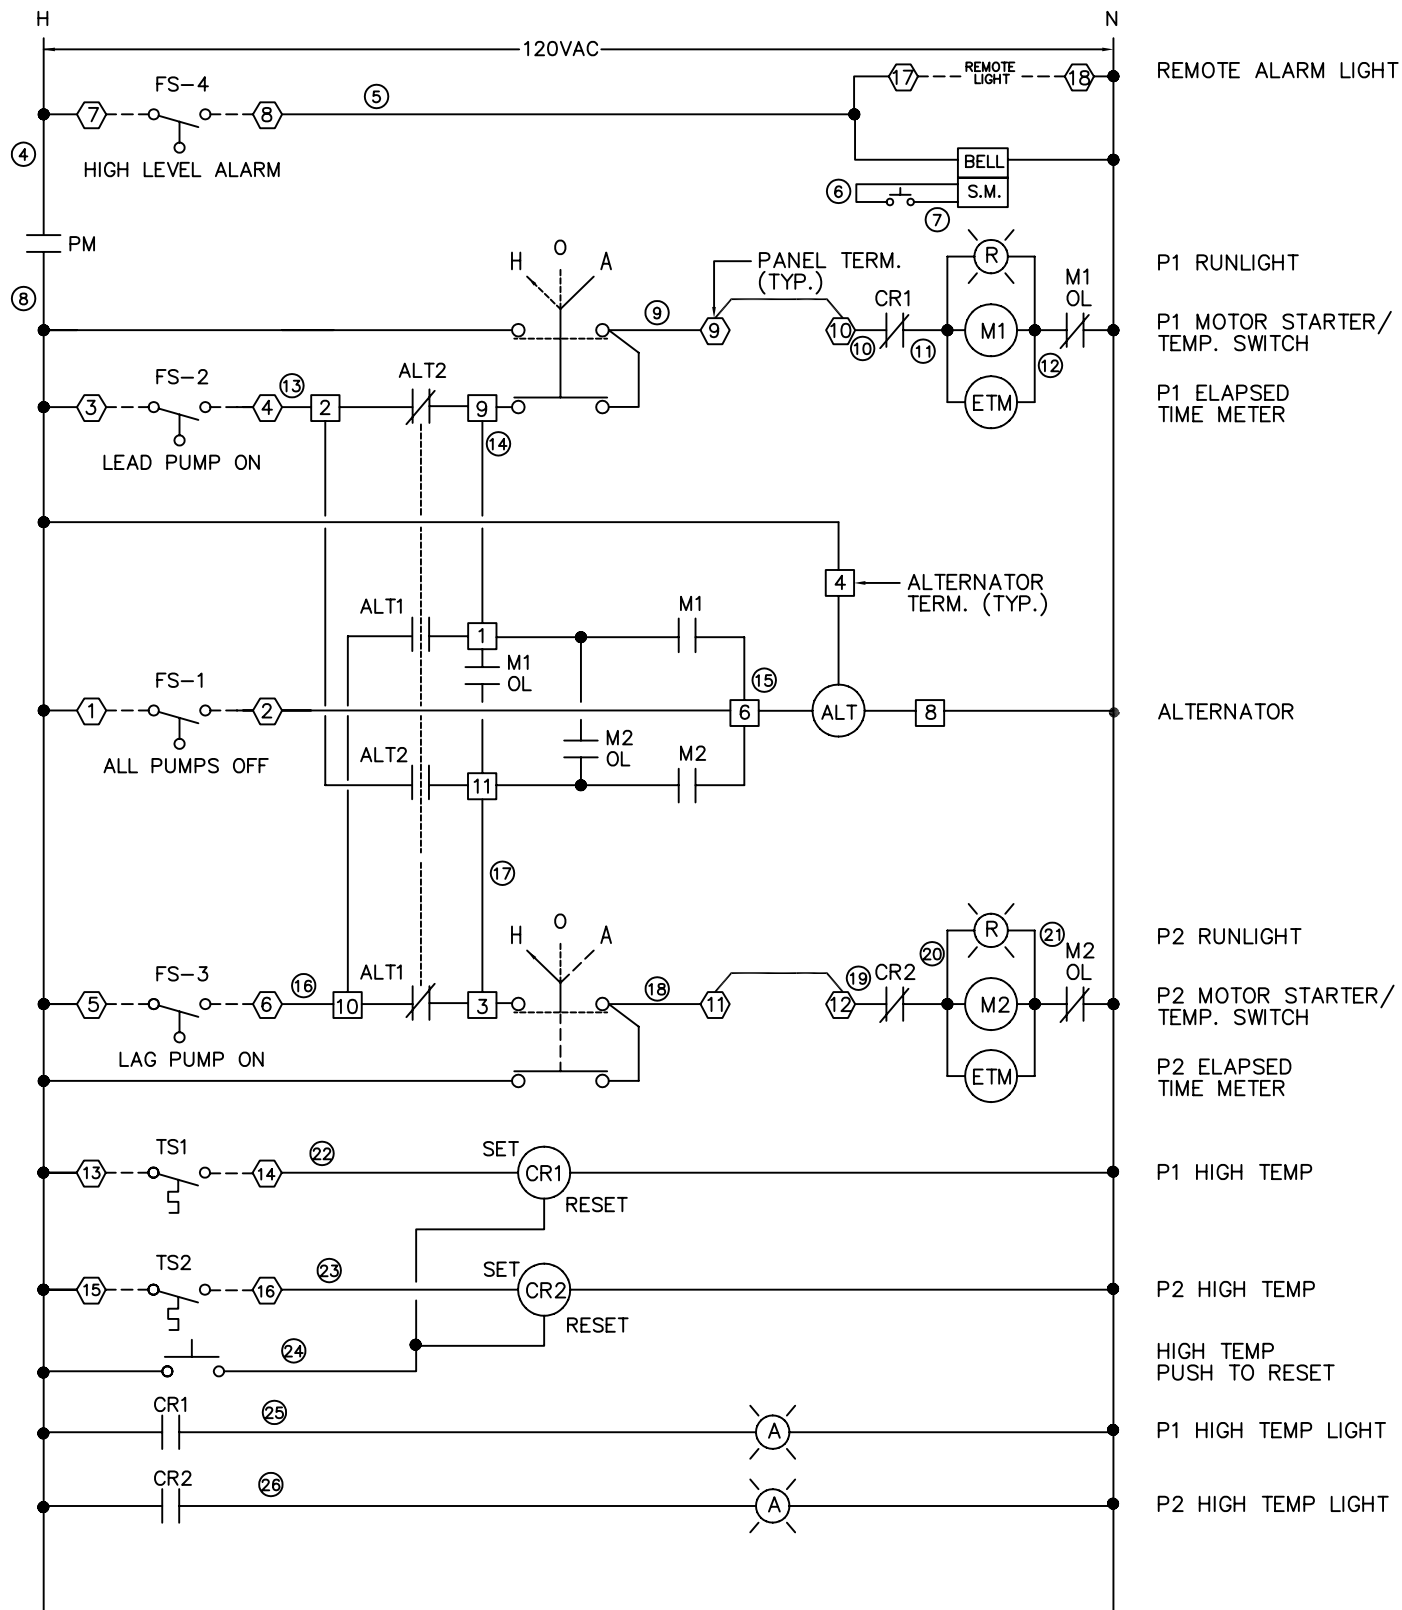 H
N
120VAC
FS-4
7
8
5
17
REMOTE
LIGHT
18
REMOTE ALARM LIGHT
4
HIGH LEVEL ALARM
BELL
6
S.M.
7
PM
8
H
O
A
9
PANEL TERM.
(TYP.)
9
10
10
CR1
11
R
M1
ETM
M1
OL
12
P1 RUNLIGHT
P1 MOTOR STARTER/
TEMP. SWITCH
P1 ELAPSED
TIME METER
FS-2
3
4
13
2
ALT2
9
14
LEAD PUMP ON
4
ALTERNATOR
TERM. (TYP.)
ALT1
1
M1
OL
M1
FS-1
1
2
15
6
ALT
8
ALTERNATOR
ALL PUMPS OFF
ALT2
11
M2
OL
M2
17
H
O
A
FS-3
5
6
16
10
ALT1
3
18
11
12
19
CR2
20
R
M2
ETM
21
M2
OL
P2 RUNLIGHT
P2 MOTOR STARTER/
TEMP. SWITCH
P2 ELAPSED
TIME METER
LAG PUMP ON
TS1
13
14
22
SET
CR1
RESET
P1 HIGH TEMP
TS2
15
16
23
SET
CR2
RESET
P2 HIGH TEMP
24
HIGH TEMP
PUSH TO RESET
CR1
25
A
P1 HIGH TEMP LIGHT
CR2
26
A
P2 HIGH TEMP LIGHT